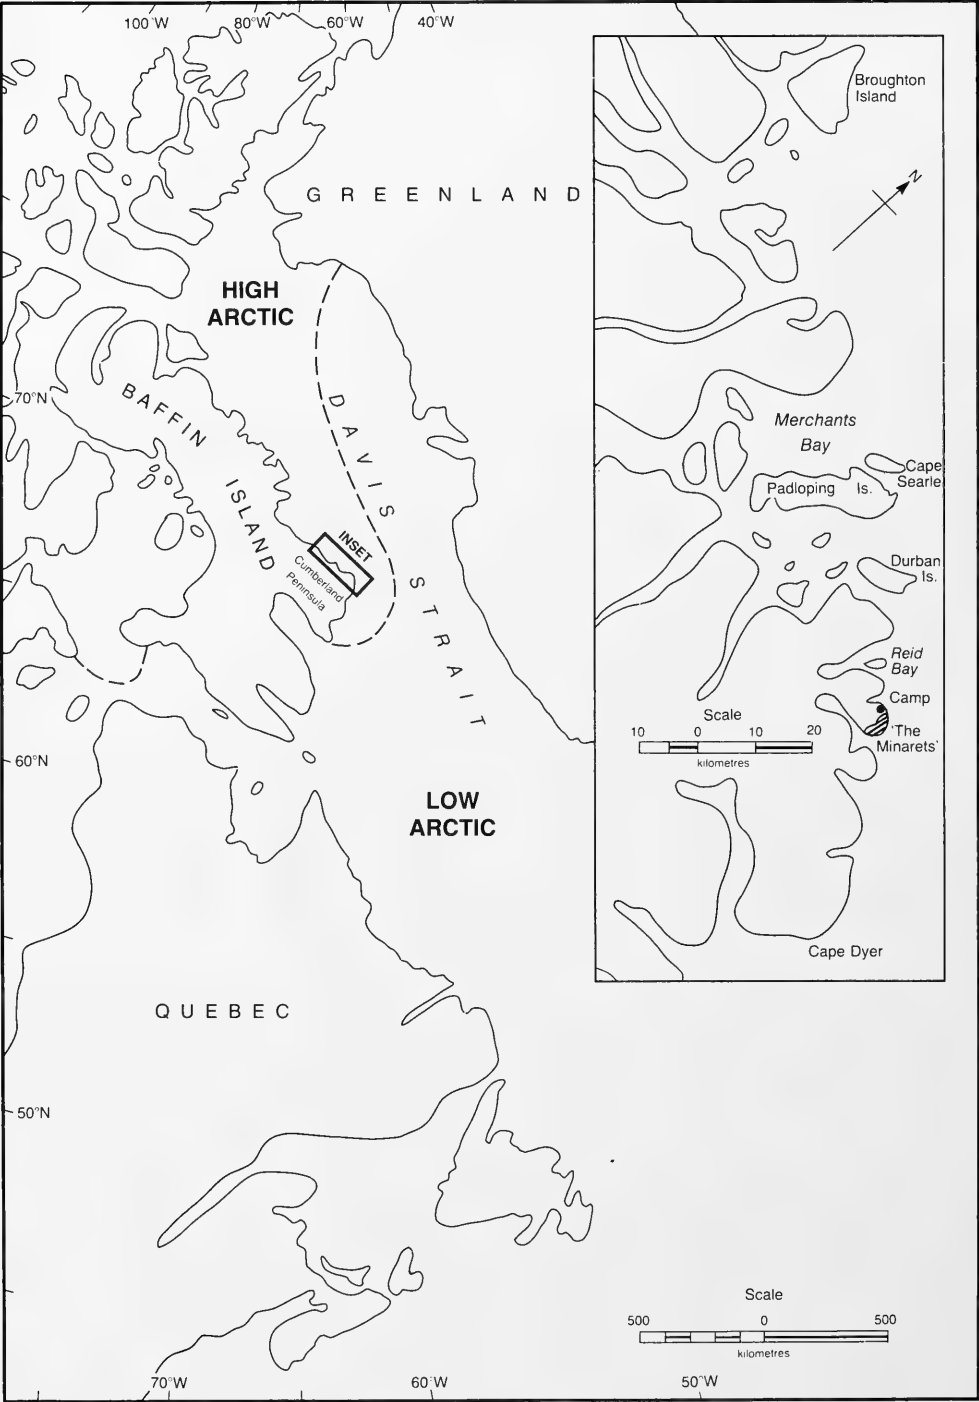 100°W 80°W 60°W 40°W
GREENLAND
HIGH
ARCTIC
70°N
BAFFIN
ISLAND
DAVIS
STRAIT
INSET
Cumberland
Peninsula
60°N
LOW
ARCTIC
QUEBEC
50°N
70°W 60°W 50°W
Scale
500 0 500
kilometres
Broughton
Island
N
Merchants
Bay
Cape
Searle
Padloping Is.
Durban
Is.
Reid
Bay
Camp
'The
Minarets'
Scale
10 0 10 20
kilometres
Cape Dyer